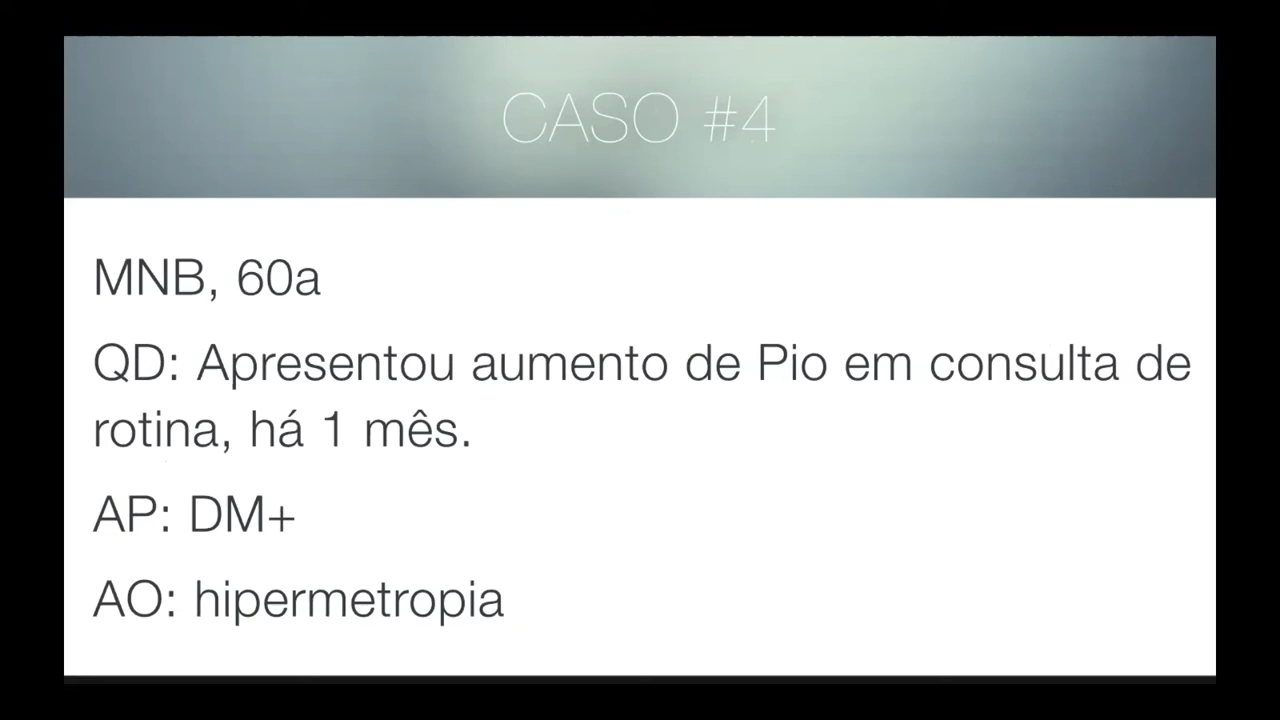 CASO #4
MNB, 60a
QD: Apresentou aumento de Pio em consulta de
rotina, há 1 mês.
AP: DM+
AO: hipermetropia